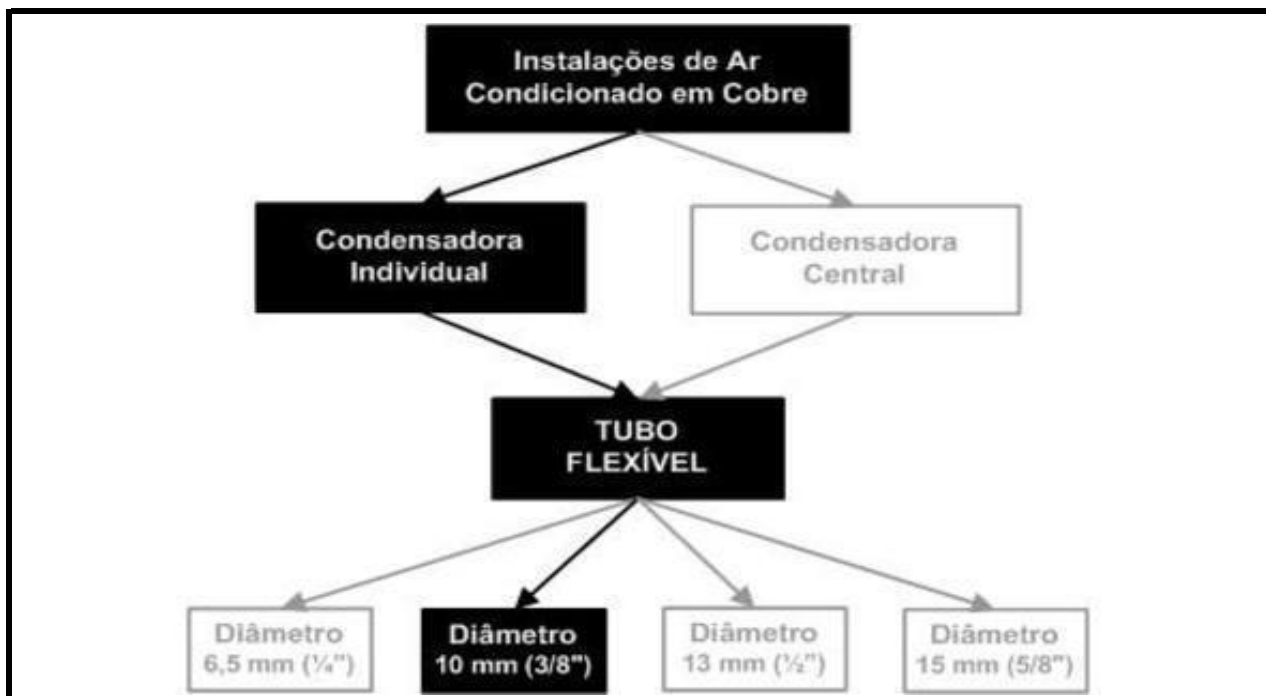 Instalações de Ar
Condicionado em Cobre
Condensadora
Individual
Condensadora
Central
TUBO
FLEXÍVEL
Diâmetro
6,5 mm (¼")
Diâmetro
10 mm (3/8")
Diâmetro
13 mm (½")
Diâmetro
15 mm (5/8")